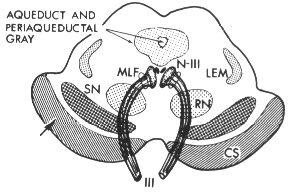 AQUEDUCT AND
PERIAQUEDUCTAL
GRAY
MLF
N-III
LEM
SN
RN
CS
III